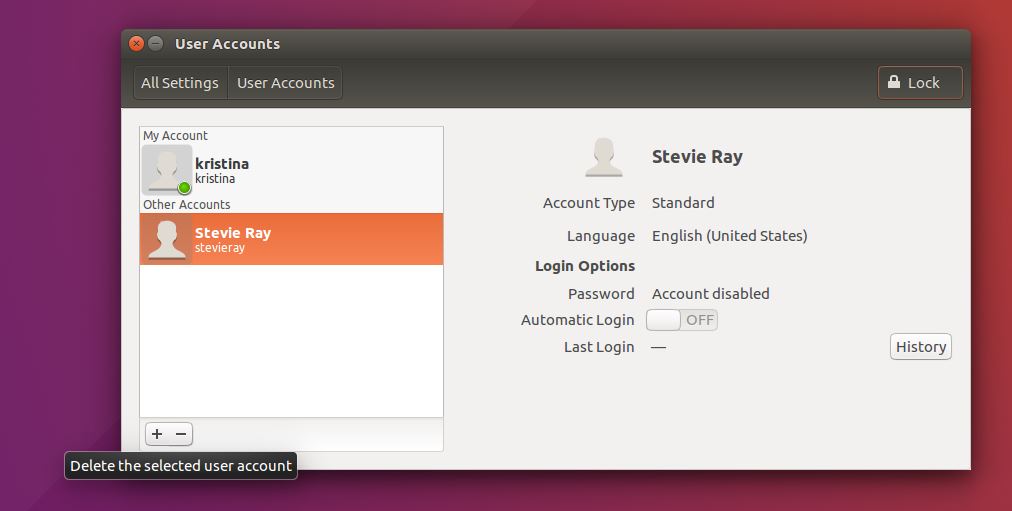 User Accounts
All Settings
User Accounts
Lock
My Account
kristina
kristina
Other Accounts
Stevie Ray
stevieray
Stevie Ray
Account Type Standard
Language English (United States)
Login Options
Password Account disabled
Automatic Login OFF
Last Login —
History
+ −
Delete the selected user account